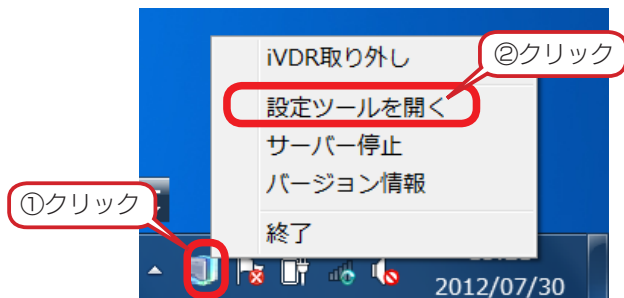 iVDR取り外し
②クリック
設定ツールを開く
サーバー停止
バージョン情報
①クリック
終了
2012/07/30